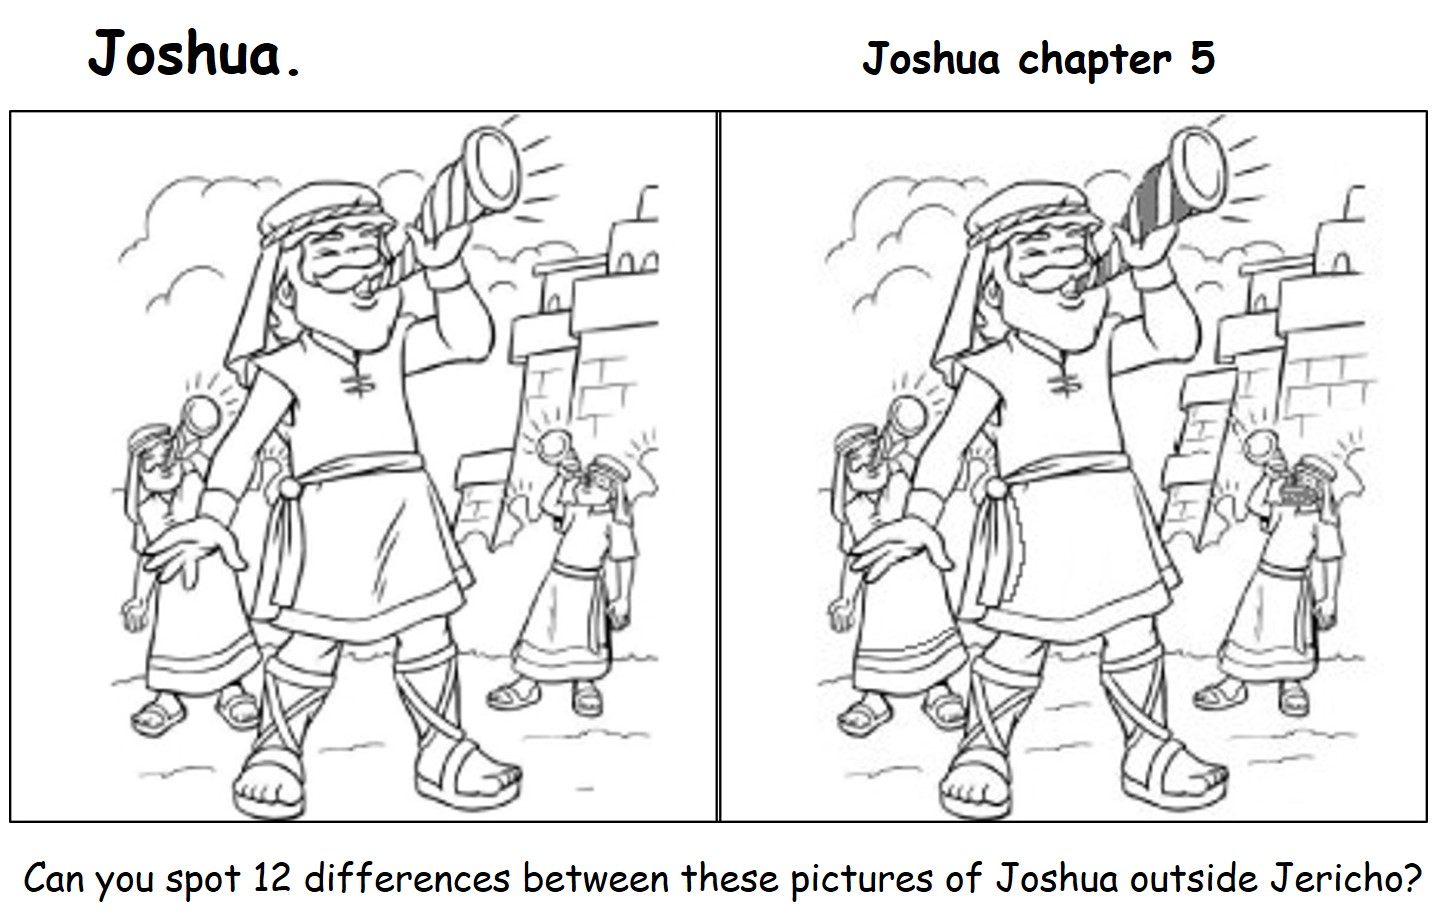 Joshua.
Joshua chapter 5
Can you spot 12 differences between these pictures of Joshua outside Jericho?